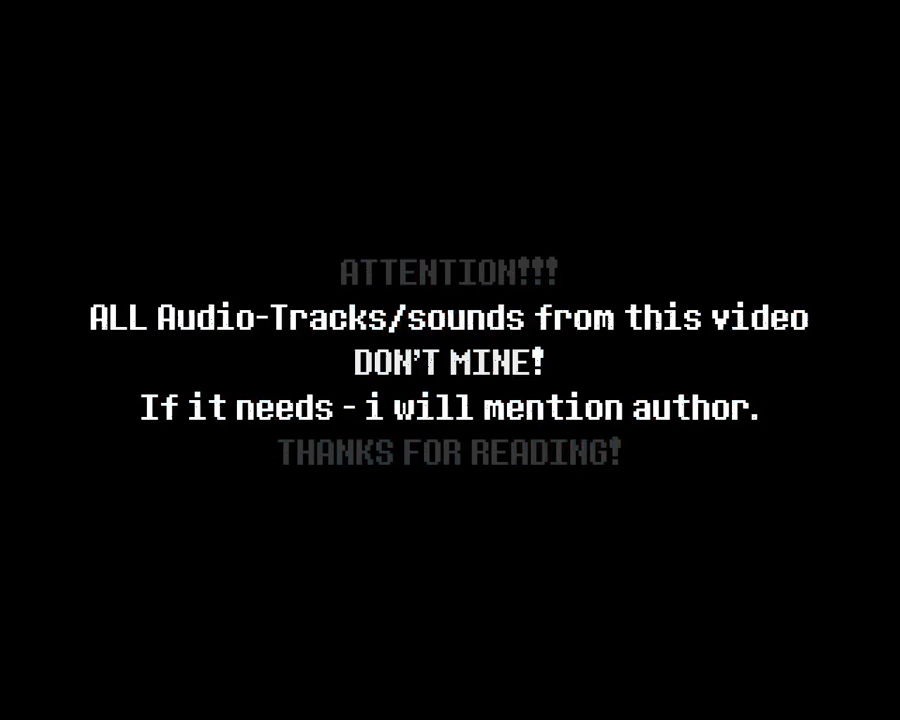 ATTENTION!!!
ALL Audio-Tracks/sounds from this video
DON'T MINE!
If it needs - i will mention author.
THANKS FOR READING!